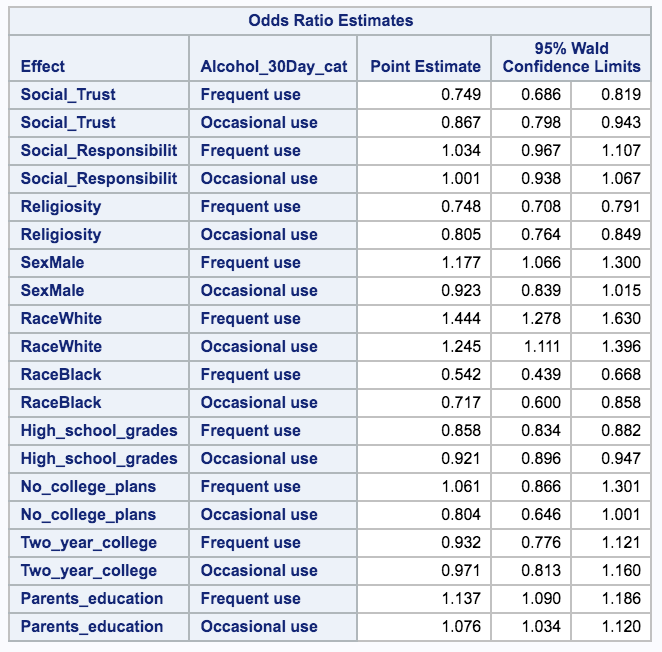 Odds Ratio Estimates
Effect Alcohol_30Day_cat Point Estimate 95% Wald Confidence Limits
Social_Trust Frequent use 0.749 0.686 0.819
Social_Trust Occasional use 0.867 0.798 0.943
Social_Responsibilit Frequent use 1.034 0.967 1.107
Social_Responsibilit Occasional use 1.001 0.938 1.067
Religiosity Frequent use 0.748 0.708 0.791
Religiosity Occasional use 0.805 0.764 0.849
SexMale Frequent use 1.177 1.066 1.300
SexMale Occasional use 0.923 0.839 1.015
RaceWhite Frequent use 1.444 1.278 1.630
RaceWhite Occasional use 1.245 1.111 1.396
RaceBlack Frequent use 0.542 0.439 0.668
RaceBlack Occasional use 0.717 0.600 0.858
High_school_grades Frequent use 0.858 0.834 0.882
High_school_grades Occasional use 0.921 0.896 0.947
No_college_plans Frequent use 1.061 0.866 1.301
No_college_plans Occasional use 0.804 0.646 1.001
Two_year_college Frequent use 0.932 0.776 1.121
Two_year_college Occasional use 0.971 0.813 1.160
Parents_education Frequent use 1.137 1.090 1.186
Parents_education Occasional use 1.076 1.034 1.120